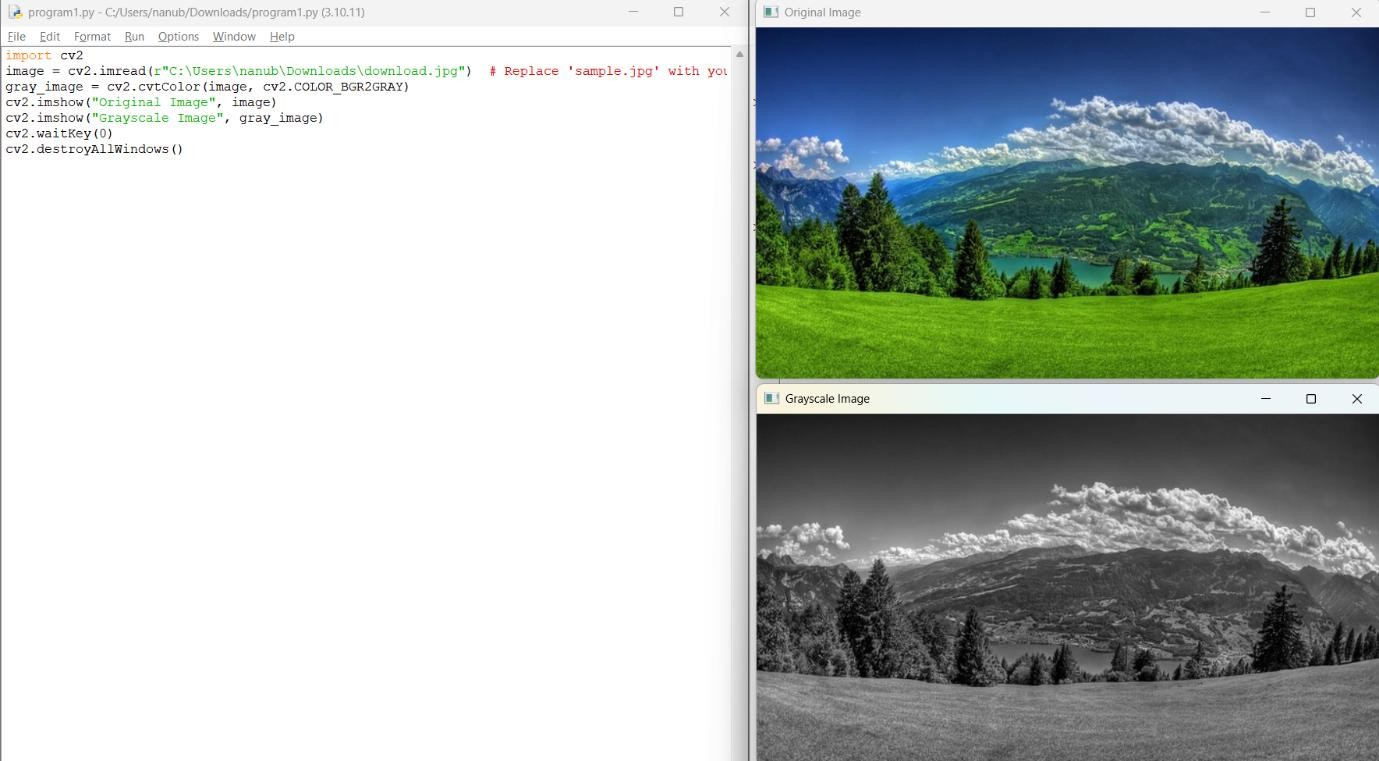 program1.py - C:/Users/nanub/Downloads/program1.py (3.10.11)
File Edit Format Run Options Window Help
import cv2
image = cv2.imread(r"C:\Users\nanub\Downloads\download.jpg")  # Replace 'sample.jpg' with you
gray_image = cv2.cvtColor(image, cv2.COLOR_BGR2GRAY)
cv2.imshow("Original Image", image)
cv2.imshow("Grayscale Image", gray_image)
cv2.waitKey(0)
cv2.destroyAllWindows()
Original Image
Grayscale Image